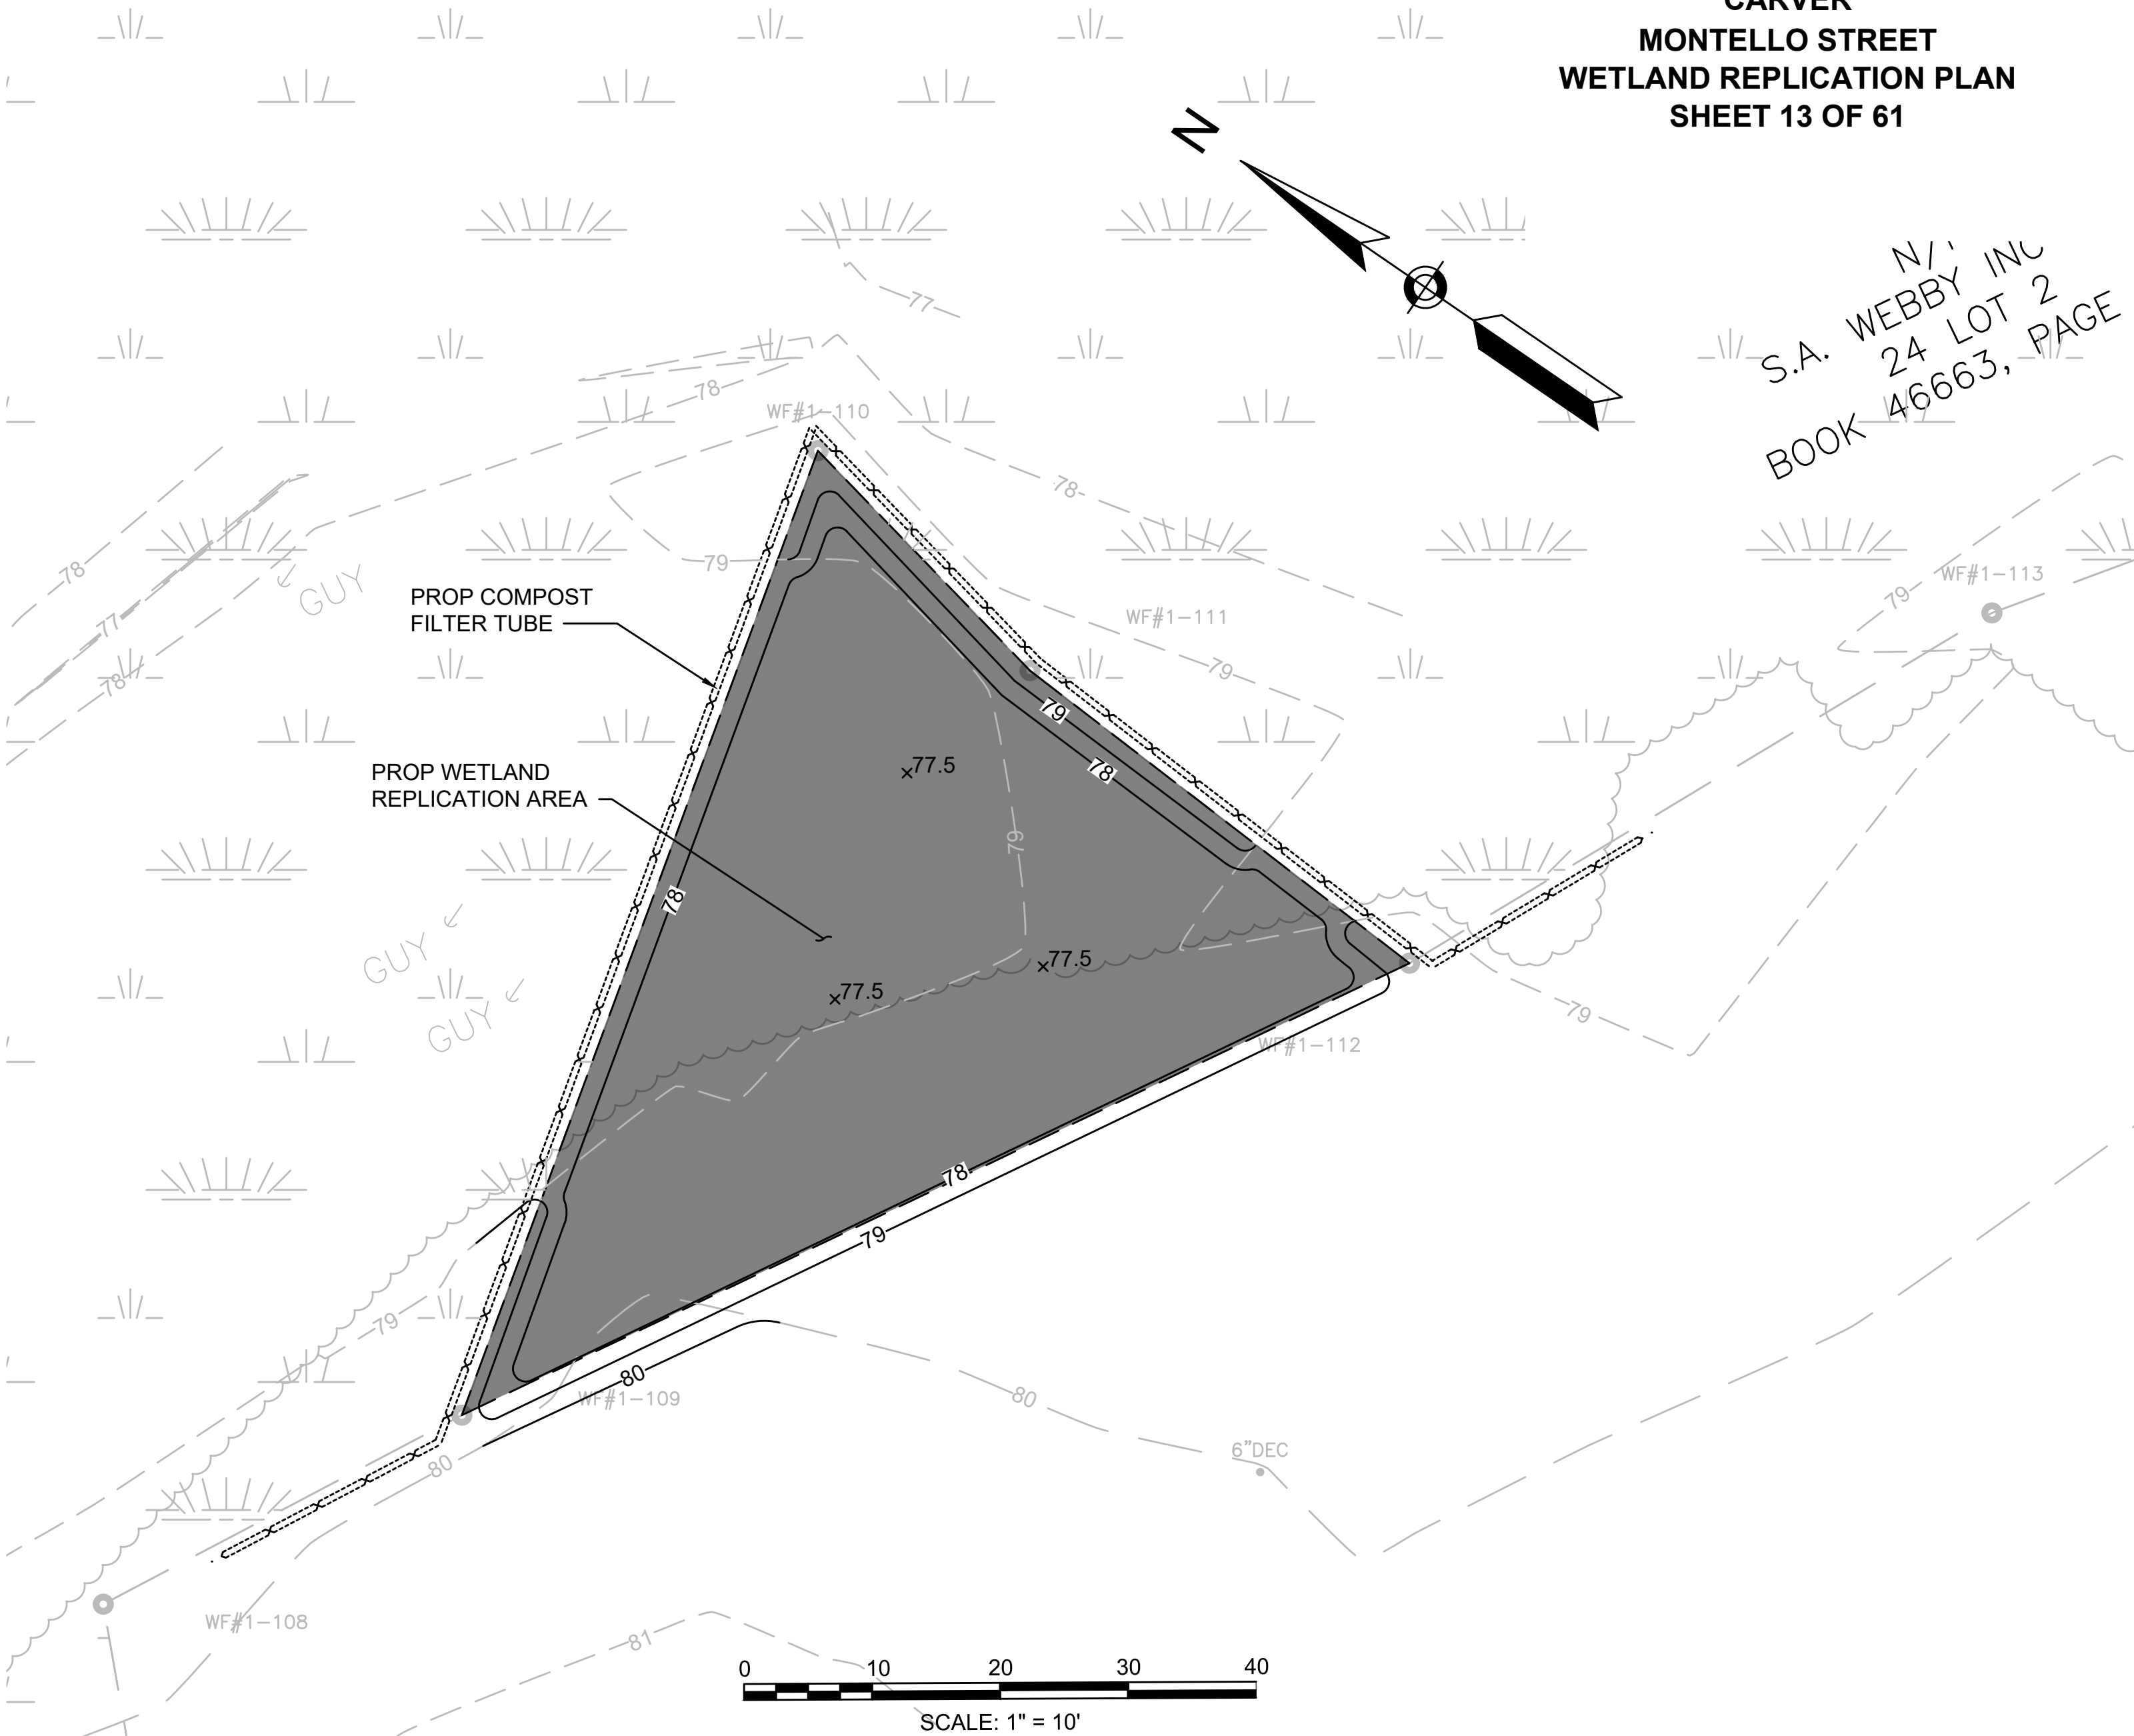 CARVER
MONTELLO STREET
WETLAND REPLICATION PLAN
SHEET 13 OF 61
N
S.A. WEBBY INC
24 LOT 2
BOOK 46663, PAGE
77
78
WF#1-110
78
79
78
GUY
77
78
PROP COMPOST
FILTER TUBE
WF#1-111
WF#1-113
79
79
79
78
77.5
PROP WETLAND
REPLICATION AREA
79
78
GUY
77.5
77.5
GUY
79
WF#1-112
78
79
79
80
WF#1-109
80
80
6"DEC
WF#1-108
81
0 10 20 30 40
SCALE: 1" = 10'